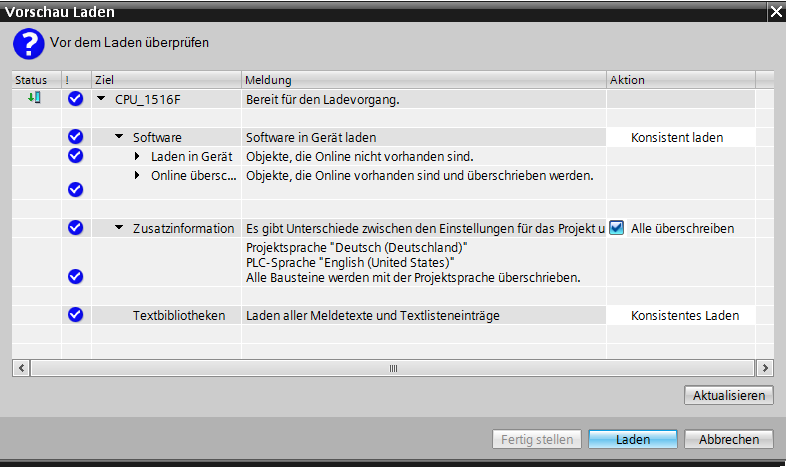 Vorschau Laden
Vor dem Laden überprüfen
Status ! Ziel Meldung Aktion
CPU_1516F Bereit für den Ladevorgang.
Software Software in Gerät laden Konsistent laden
Laden in Gerät Objekte, die Online nicht vorhanden sind.
Online übersc... Objekte, die Online vorhanden sind und überschrieben werden.
Zusatzinformation Es gibt Unterschiede zwischen den Einstellungen für das Projekt u Alle überschreiben
Projektsprache "Deutsch (Deutschland)"
PLC-Sprache "English (United States)"
Alle Bausteine werden mit der Projektsprache überschrieben.
Textbibliotheken Laden aller Meldetexte und Textlisteneinträge Konsistentes Laden
Aktualisieren
Fertig stellen Laden Abbrechen